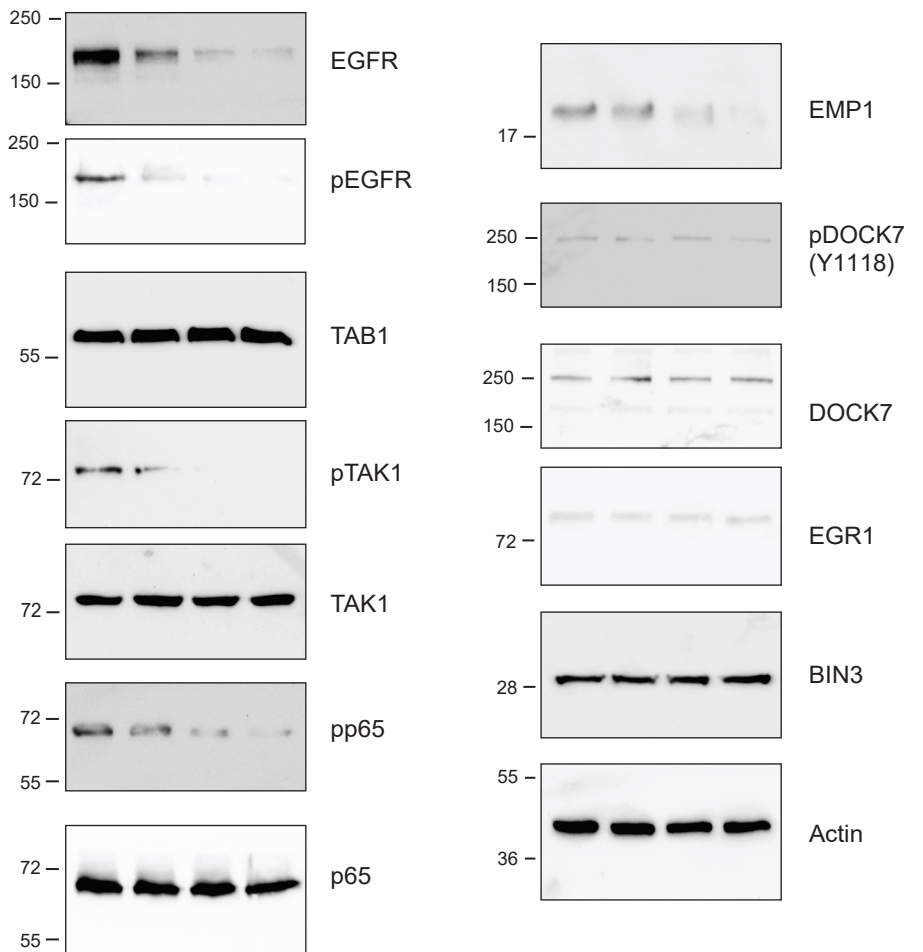 250
150
EGFR
250
150
pEGFR
55
TAB1
72
pTAK1
72
TAK1
72
55
pp65
72
55
p65
17
EMP1
250
150
pDOCK7
(Y1118)
250
150
DOCK7
72
EGR1
28
BIN3
55
36
Actin